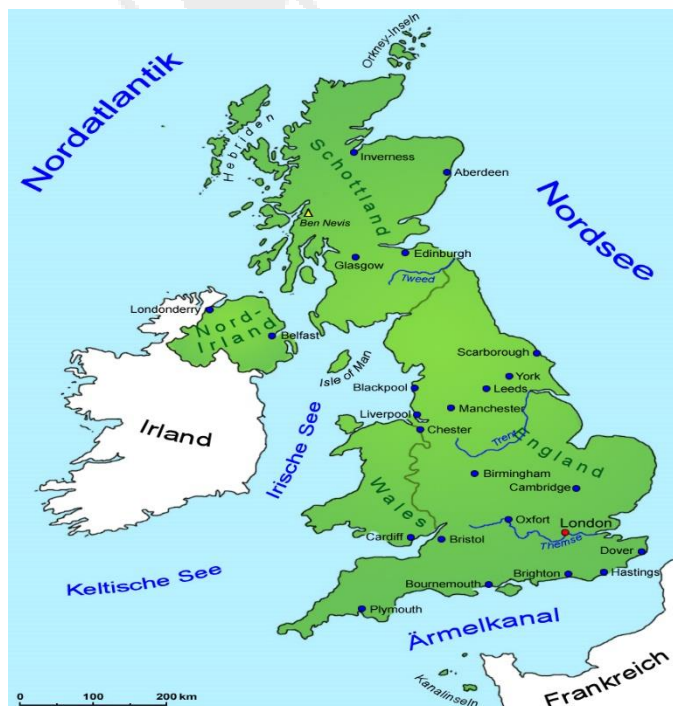 Orkney-Inseln
Nordatlantik
Hebriden
Schottland
Inverness
Aberdeen
Nordsee
Ben Nevis
Glasgow
Edinburgh
Tweed
Londonderry
Nord-
Irland
Belfast
Isle of Man
Scarborough
York
Blackpool
Leeds
Liverpool
Manchester
Chester
Irland
Irische See
Trent
England
Birmingham
Cambridge
Wales
Oxfort
London
Cardiff
Bristol
Themse
Dover
Keltische See
Bournemouth
Brighton
Hastings
Plymouth
Ärmelkanal
Kanalinseln
Frankreich
0 100 200 km